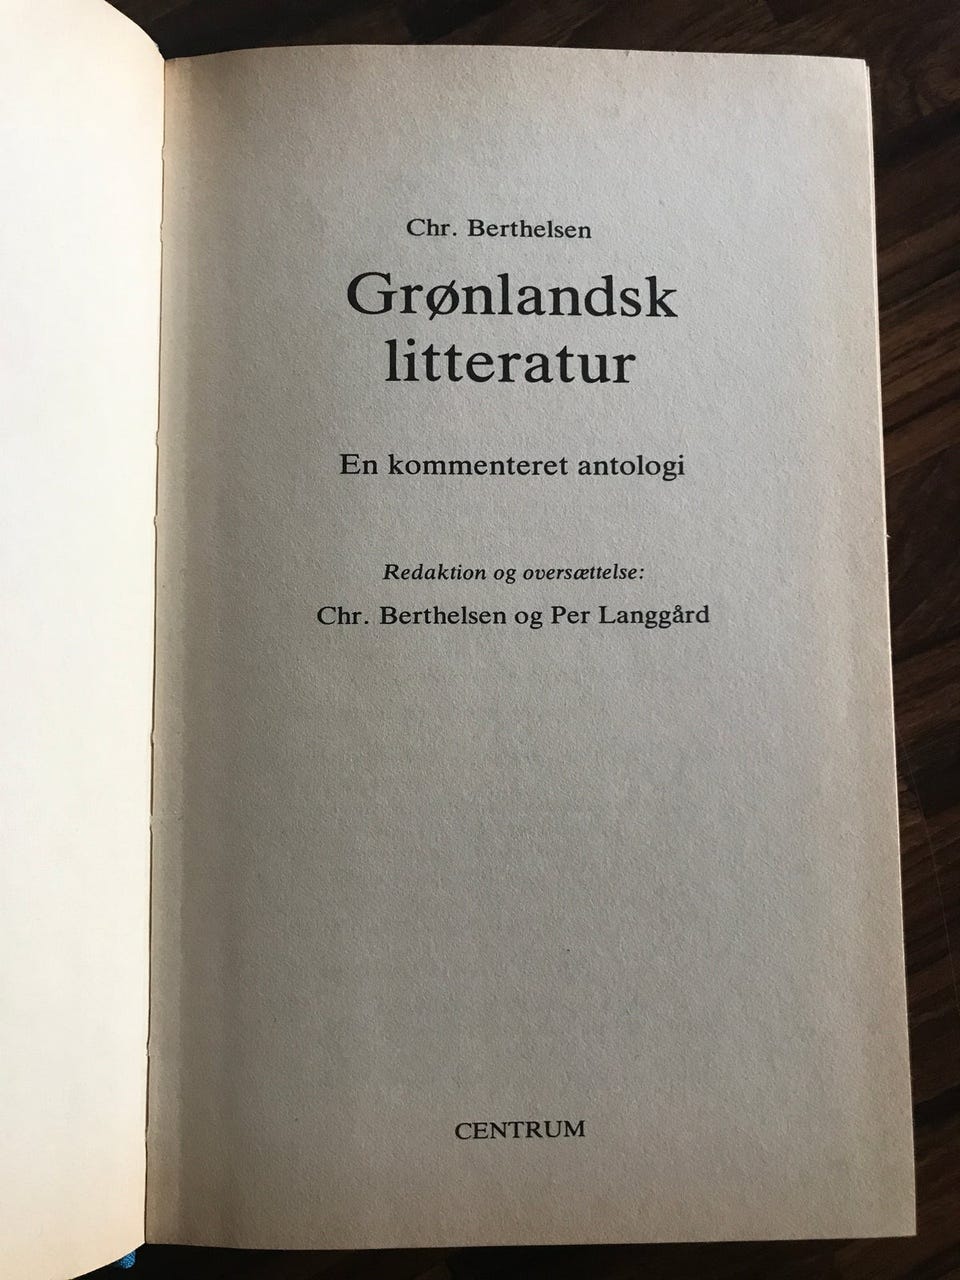 Chr. Berthelsen
Grønlandsk
litteratur
En kommenteret antologi
Redaktion og oversættelse:
Chr. Berthelsen og Per Langgård
CENTRUM